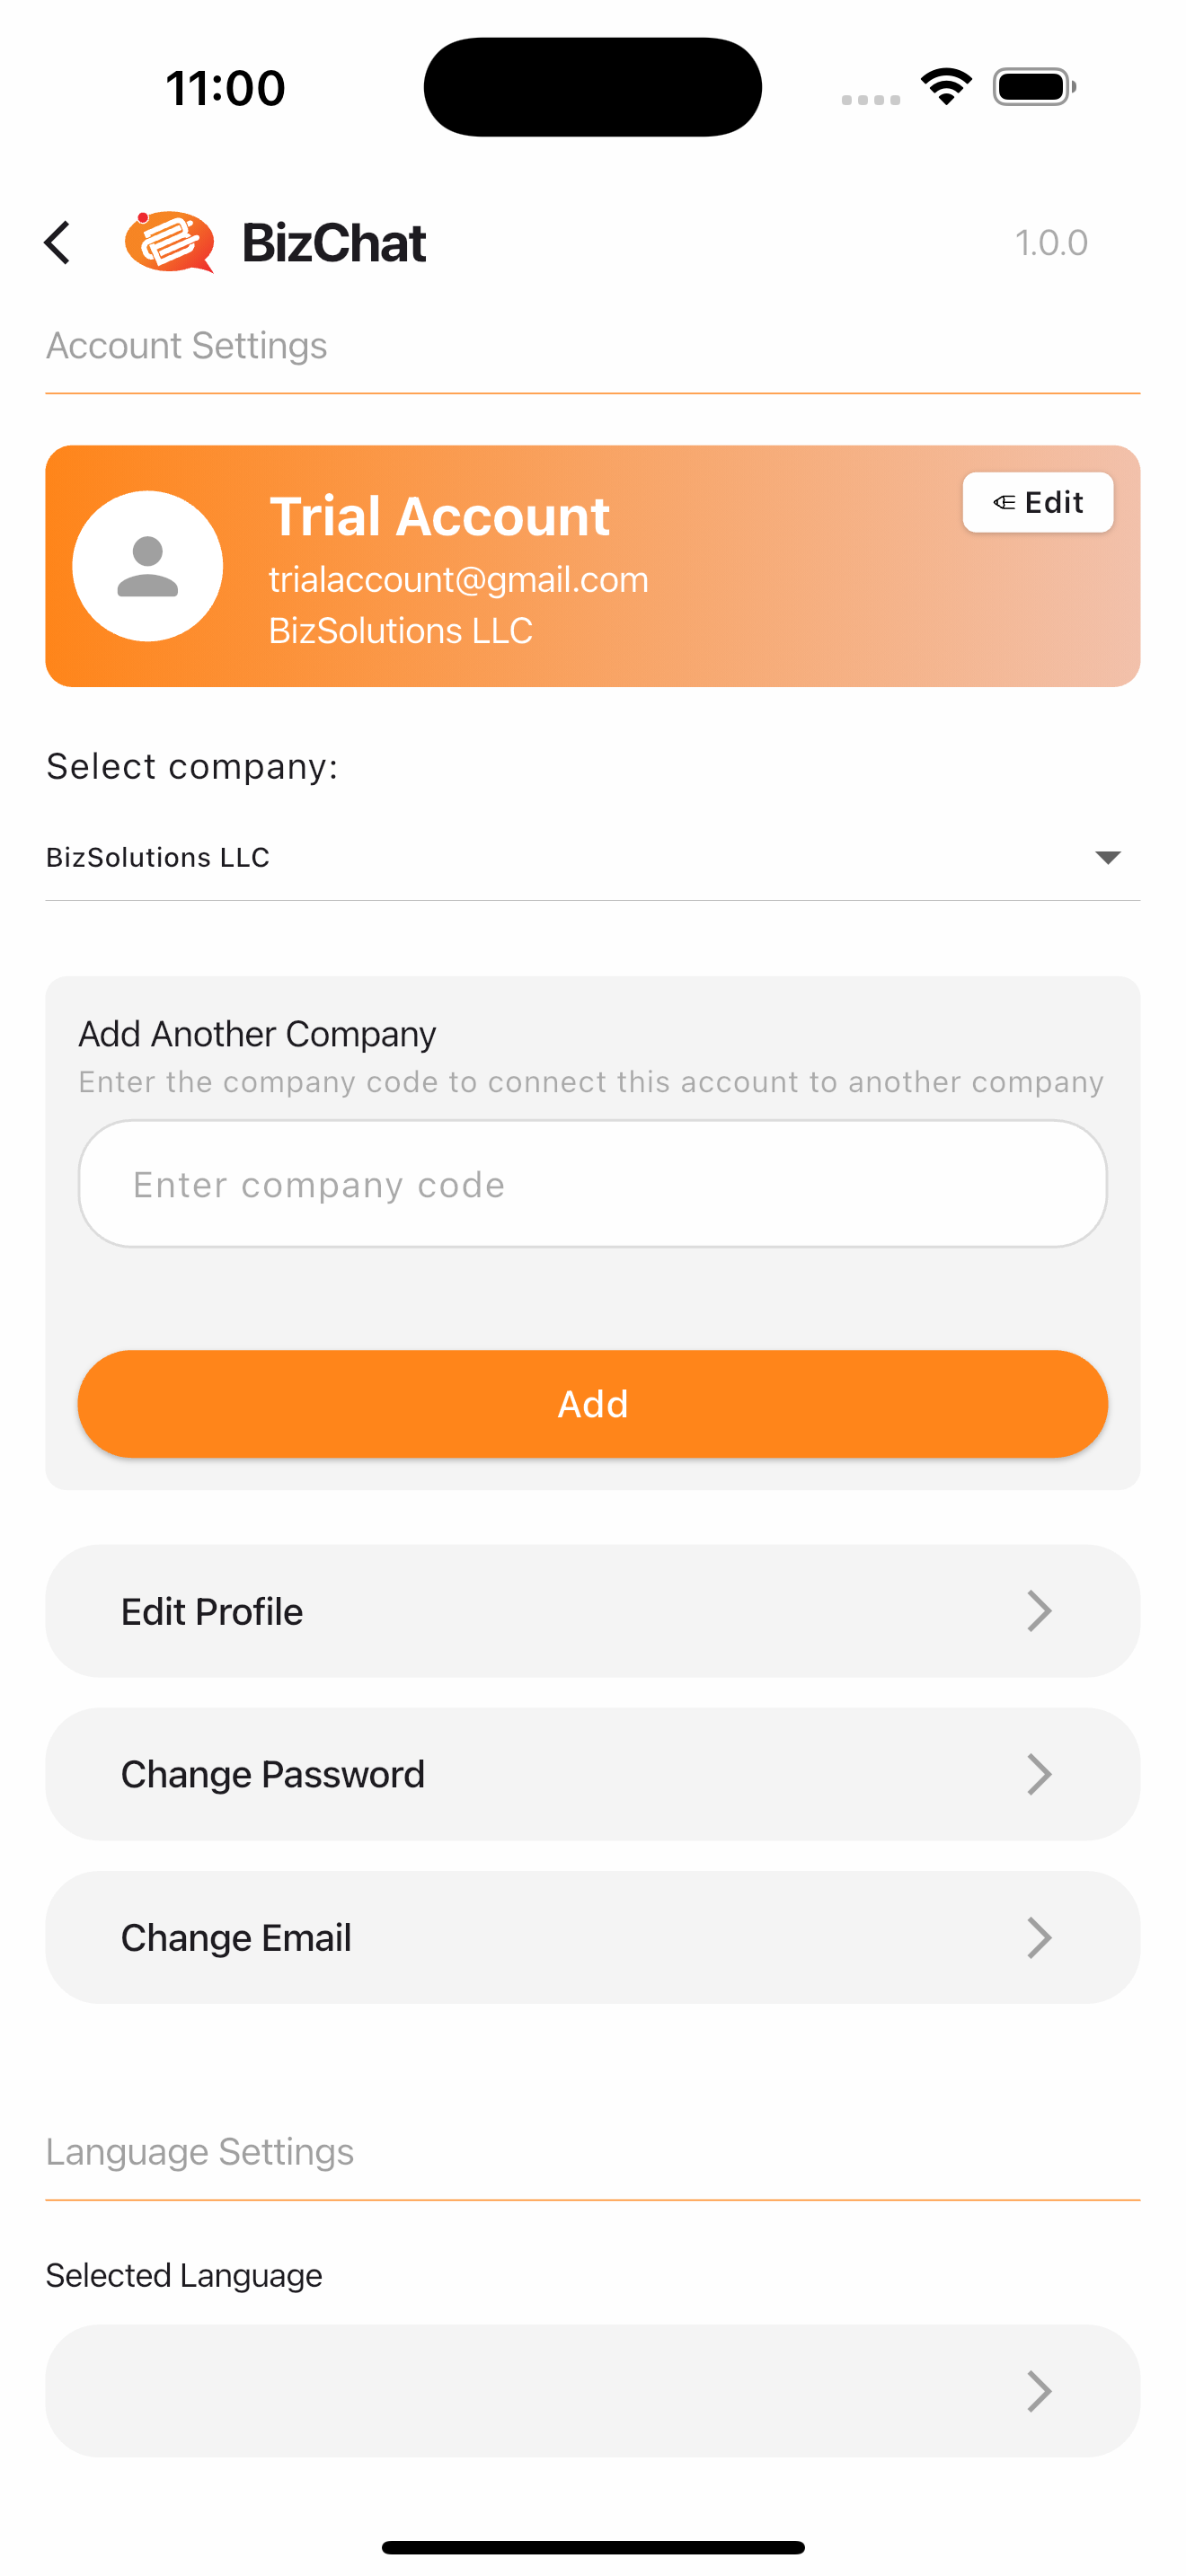 11:00
BizChat
1.0.0
Account Settings
Trial Account
Edit
trialaccount@gmail.com
BizSolutions LLC
Select company:
BizSolutions LLC
Add Another Company
Enter the company code to connect this account to another company
Enter company code
Add
Edit Profile
Change Password
Change Email
Language Settings
Selected Language